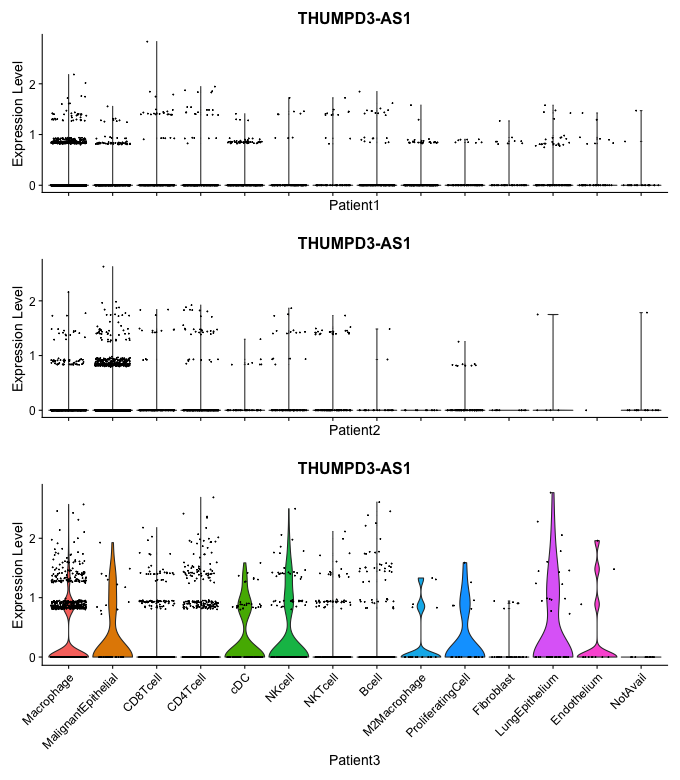 THUMPD3-AS1
Expression Level
2
1
0
Patient1
THUMPD3-AS1
Expression Level
2
1
0
Patient2
THUMPD3-AS1
Expression Level
2
1
0
Macrophage
MalignantEpithelial
CD8Tcell
CD4Tcell
cDC
NKcell
NKTcell
Bcell
M2Macrophage
ProliferatingCell
Fibroblast
LungEpithelium
Endothelium
NotAvail
Patient3